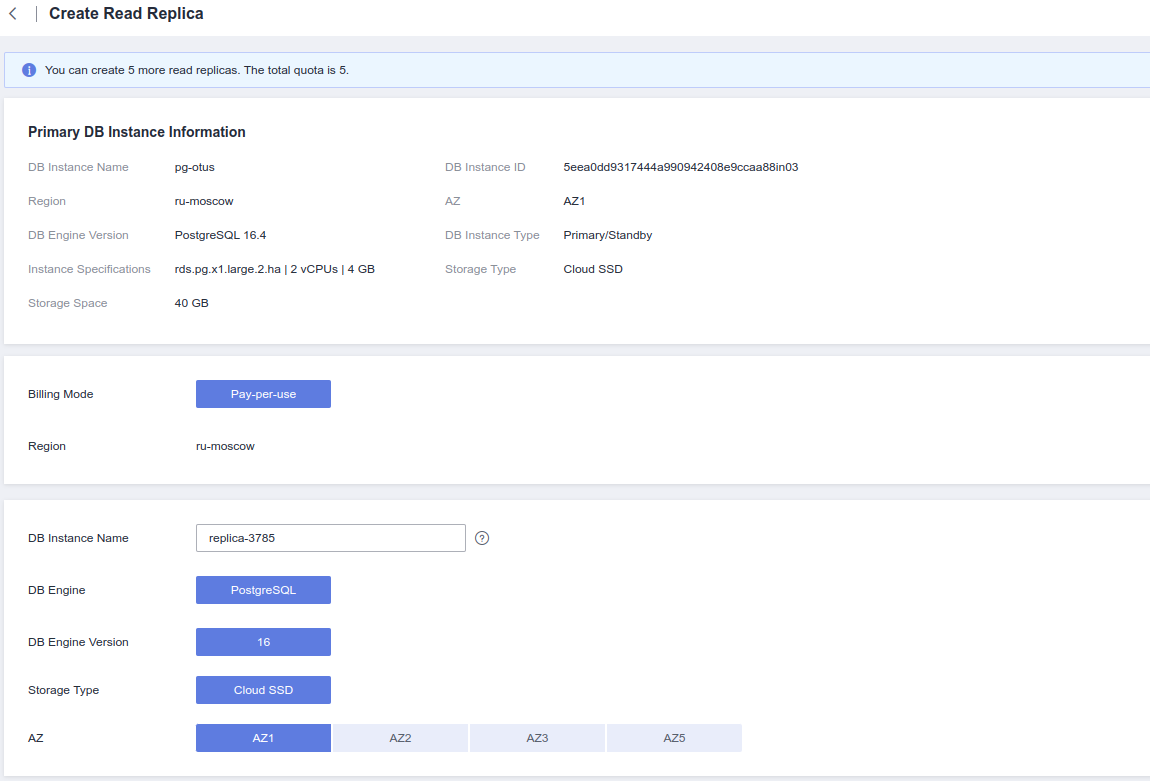 Create Read Replica
You can create 5 more read replicas. The total quota is 5.
Primary DB Instance Information
DB Instance Name pg-otus DB Instance ID 5eea0dd9317444a990942408e9ccaa88in03
Region ru-moscow AZ AZ1
DB Engine Version PostgreSQL 16.4 DB Instance Type Primary/Standby
Instance Specifications rds.pg.x1.large.2.ha | 2 vCPUs | 4 GB Storage Type Cloud SSD
Storage Space 40 GB
Billing Mode Pay-per-use
Region ru-moscow
DB Instance Name replica-3785
DB Engine PostgreSQL
DB Engine Version 16
Storage Type Cloud SSD
AZ AZ1 AZ2 AZ3 AZ5